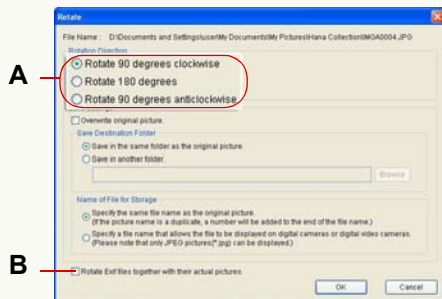 Rotate
File Name : D:\Documents and Settings\user\My Documents\My Pictures\Hana Collection\IMGA0004.JPG
Rotation Direction
A
Rotate 90 degrees clockwise
Rotate 180 degrees
Rotate 90 degrees anticlockwise
Overwrite original picture.
Save Destination Folder
Save in the same folder as the original picture.
Save in another folder.
Browse
Name of File for Storage
Specify the same file name as the original picture.
(If the picture name is a duplicate, a number will be added to the end of the file name.)
Specify a file name that allows the file to be displayed on digital cameras or digital video cameras.
(Please note that only JPEG pictures(*.jpg) can be displayed.)
B
Rotate Exif files together with their actual pictures.
OK Cancel